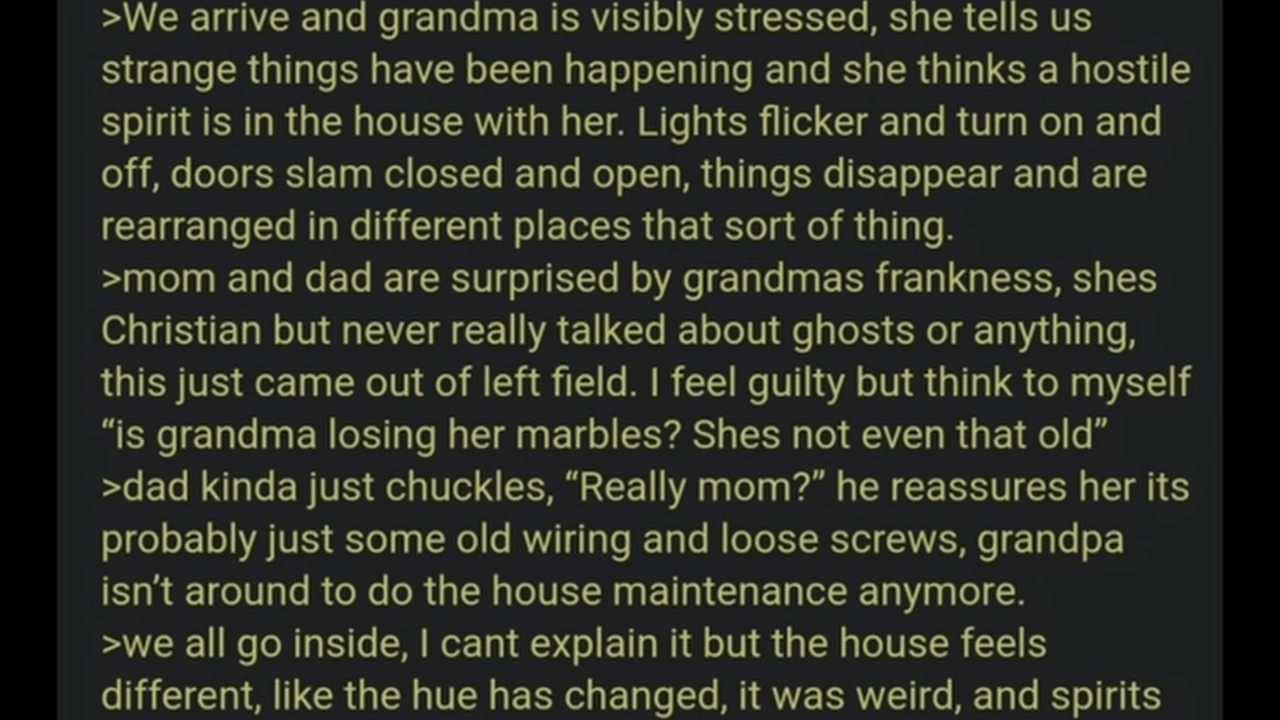 >We arrive and grandma is visibly stressed, she tells us
strange things have been happening and she thinks a hostile
spirit is in the house with her. Lights flicker and turn on and
off, doors slam closed and open, things disappear and are
rearranged in different places that sort of thing.
>mom and dad are surprised by grandmas frankness, shes
Christian but never really talked about ghosts or anything,
this just came out of left field. I feel guilty but think to myself
“is grandma losing her marbles? Shes not even that old”
>dad kinda just chuckles, “Really mom?” he reassures her its
probably just some old wiring and loose screws, grandpa
isn’t around to do the house maintenance anymore.
>we all go inside, I cant explain it but the house feels
different, like the hue has changed, it was weird, and spirits